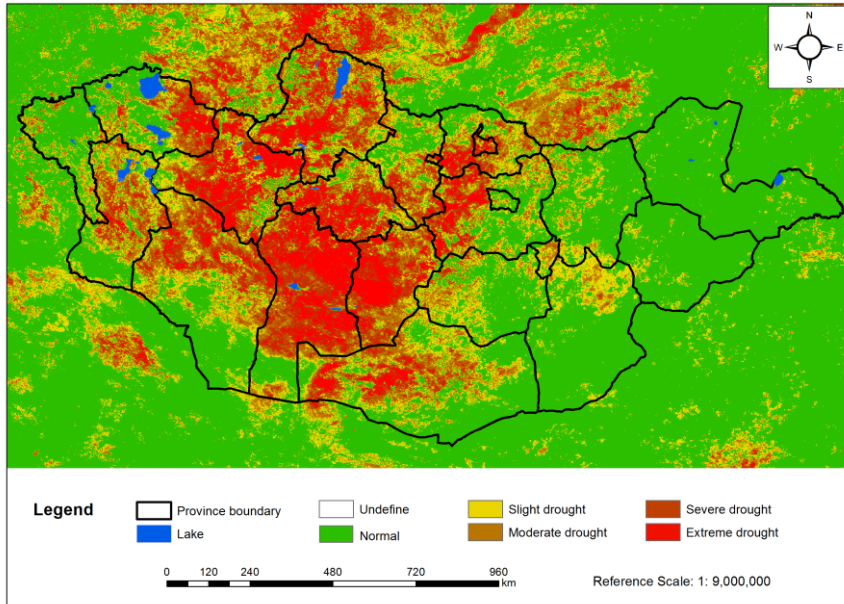 N
W E
S
Legend
Province boundary Undefine Slight drought Severe drought
Lake Normal Moderate drought Extreme drought
0 120 240 480 720 960
km
Reference Scale: 1: 9,000,000